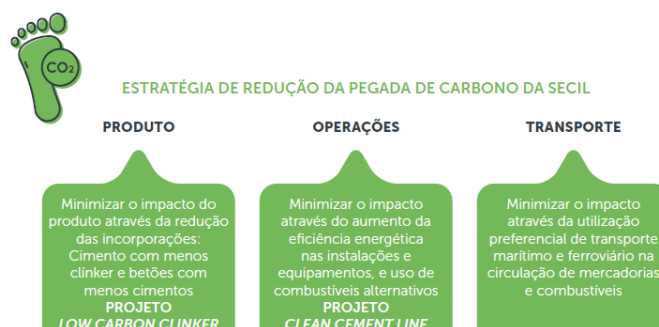 CO₂
ESTRATÉGIA DE REDUÇÃO DA PEGADA DE CARBONO DA SECIL
PRODUTO
Minimizar o impacto do
produto através da redução
das incorporações:
Cimento com menos
clínker e betões com
menos cimentos
PROJETO
LOW CARBON CLINKER
OPERAÇÕES
Minimizar o impacto
através do aumento da
eficiência energética
nas instalações e
equipamentos, e uso de
combustíveis alternativos
PROJETO
CLEAN CEMENT LINE
TRANSPORTE
Minimizar o impacto
através da utilização
preferencial de transporte
marítimo e ferroviário na
circulação de mercadorias
e combustíveis